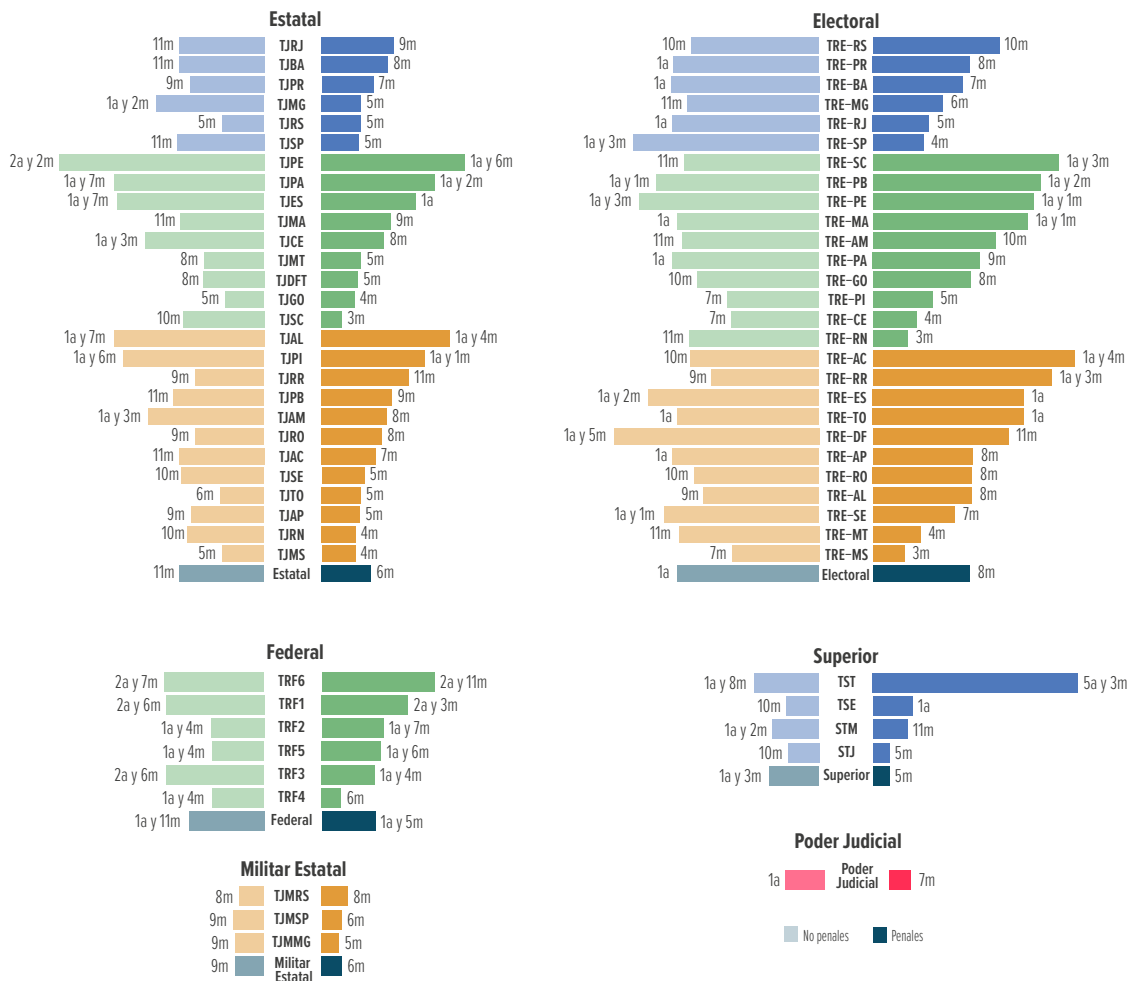 Estatal
11m TJRJ 9m
11m TJBA 8m
9m TJPR 7m
1a y 2m TJMG 5m
5m TJRS 5m
11m TJSP 5m
2a y 2m TJPE 1a y 6m
1a y 7m TJPA 1a y 2m
1a y 7m TJES 1a
11m TJMA 9m
1a y 3m TJCE 8m
8m TJMT 5m
8m TJDFT 5m
5m TJGO 4m
10m TJSC 3m
1a y 7m TJAL 1a y 4m
1a y 6m TJPI 1a y 1m
9m TJRR 11m
11m TJPB 9m
1a y 3m TJAM 8m
9m TJRO 8m
11m TJAC 7m
10m TJSE 5m
6m TJTO 5m
9m TJAP 5m
10m TJRN 4m
5m TJMS 4m
11m Estatal 6m
Electoral
10m TRE-RS 10m
1a TRE-PR 8m
1a TRE-BA 7m
11m TRE-MG 6m
1a TRE-RJ 5m
1a y 3m TRE-SP 4m
11m TRE-SC 1a y 3m
1a y 1m TRE-PB 1a y 2m
1a y 3m TRE-PE 1a y 1m
1a TRE-MA 1a y 1m
11m TRE-AM 10m
1a TRE-PA 9m
10m TRE-GO 8m
7m TRE-PI 5m
7m TRE-CE 4m
11m TRE-RN 3m
10m TRE-AC 1a y 4m
9m TRE-RR 1a y 3m
1a y 2m TRE-ES 1a
1a TRE-TO 1a
1a y 5m TRE-DF 11m
1a TRE-AP 8m
10m TRE-RO 8m
9m TRE-AL 8m
1a y 1m TRE-SE 7m
11m TRE-MT 4m
7m TRE-MS 3m
1a Electoral 8m
Federal
2a y 7m TRF6 2a y 11m
2a y 6m TRF1 2a y 3m
1a y 4m TRF2 1a y 7m
1a y 4m TRF5 1a y 6m
2a y 6m TRF3 1a y 4m
1a y 4m TRF4 6m
1a y 11m Federal 1a y 5m
Superior
1a y 8m TST 5a y 3m
10m TSE 1a
1a y 2m STM 11m
10m STJ 5m
1a y 3m Superior 5m
Militar Estatal
8m TJMRS 8m
9m TJMSP 6m
9m TJMMG 5m
9m Militar 6m
Estatal
Poder Judicial
1a Poder 7m
Judicial
No penales Penales